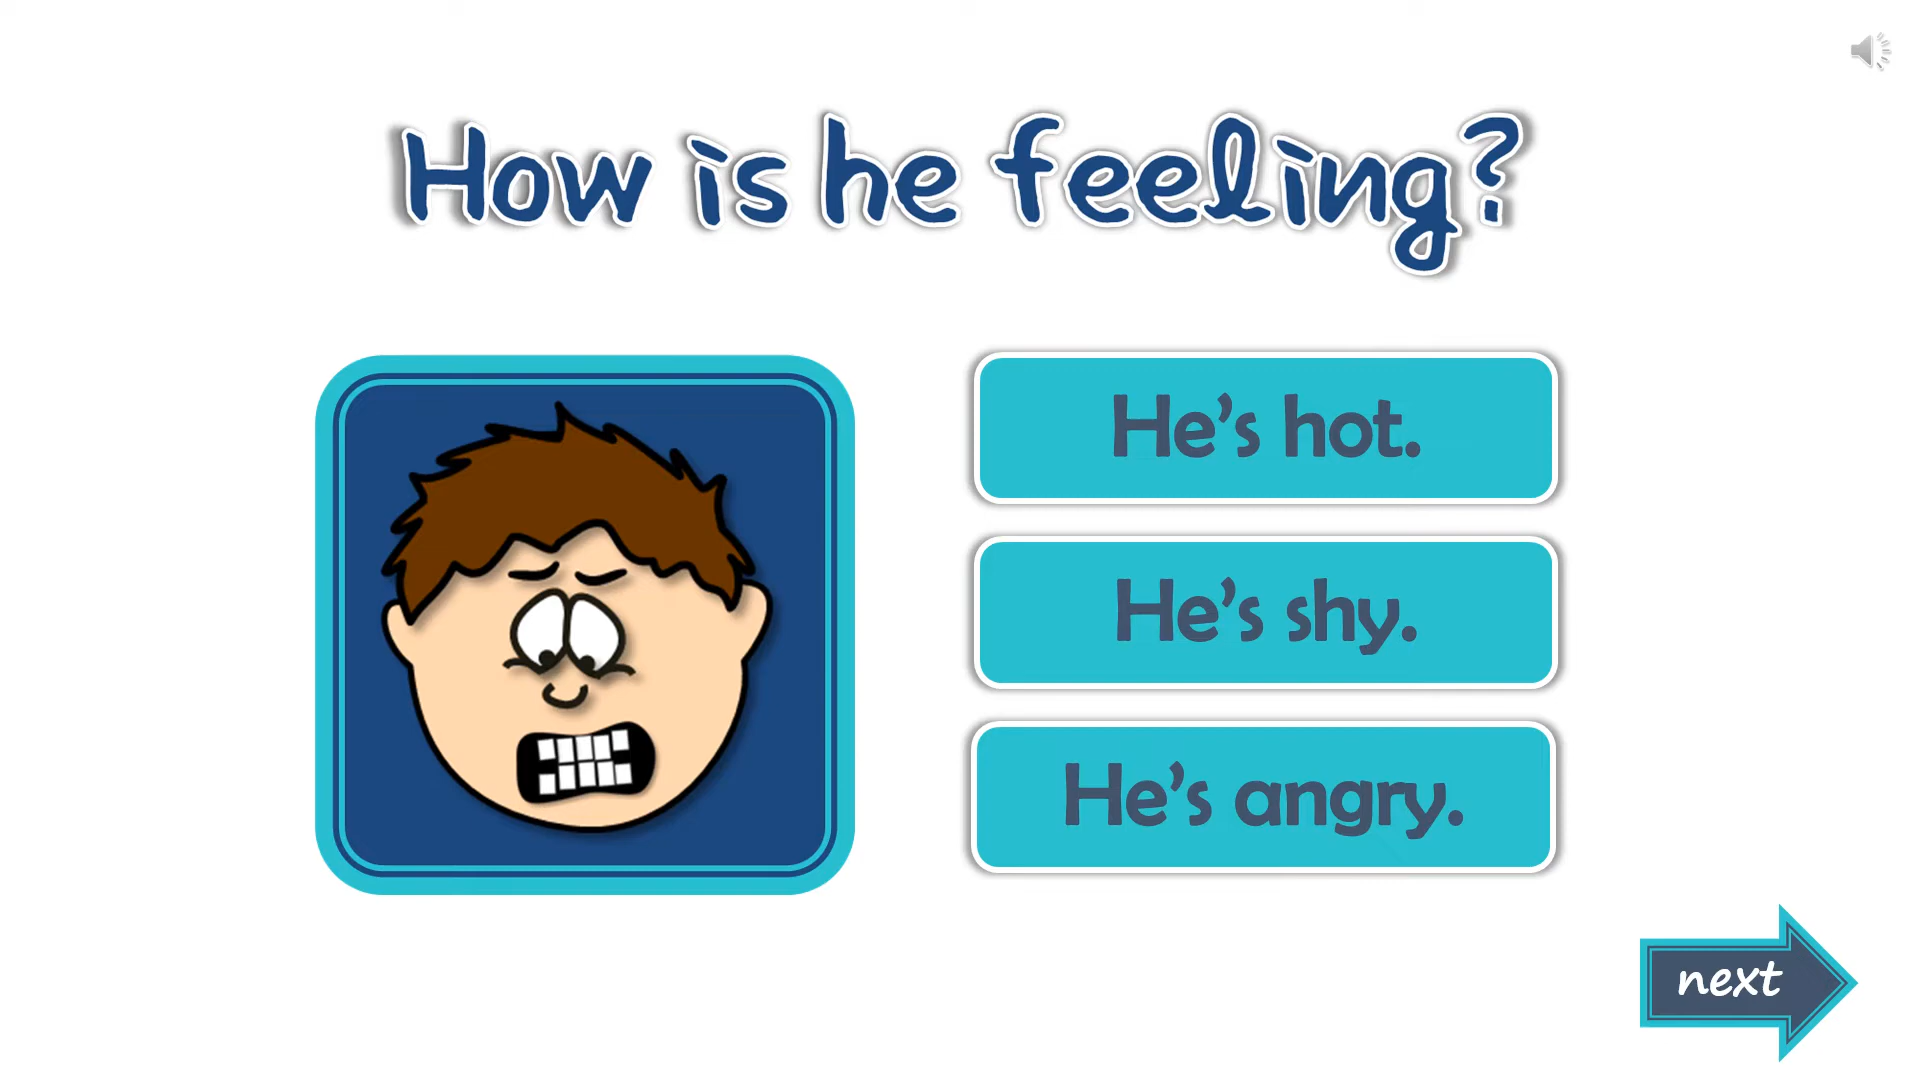 How is he feeling?
He’s hot.
He’s shy.
He’s angry.
next